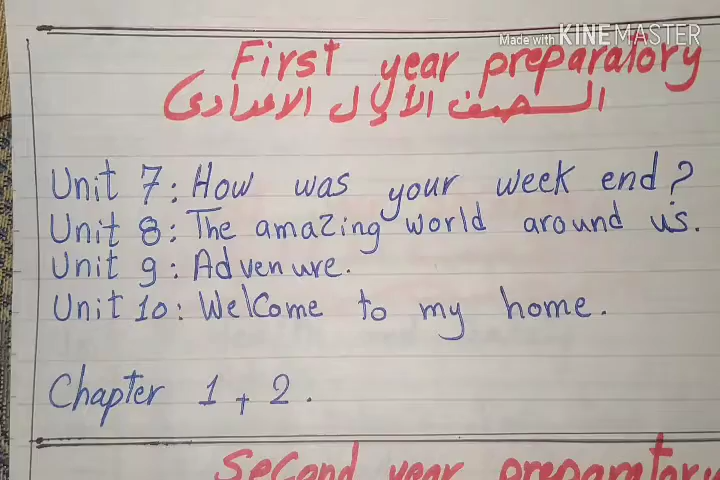 Made with KINEMASTER
First year preparatory
الصف الأول الاعدادى
Unit 7: How was your week end?
Unit 8: The amazing world around us.
Unit 9: Advenure.
Unit 10: Welcome to my home.
Chapter 1 + 2.
Second year preparatory